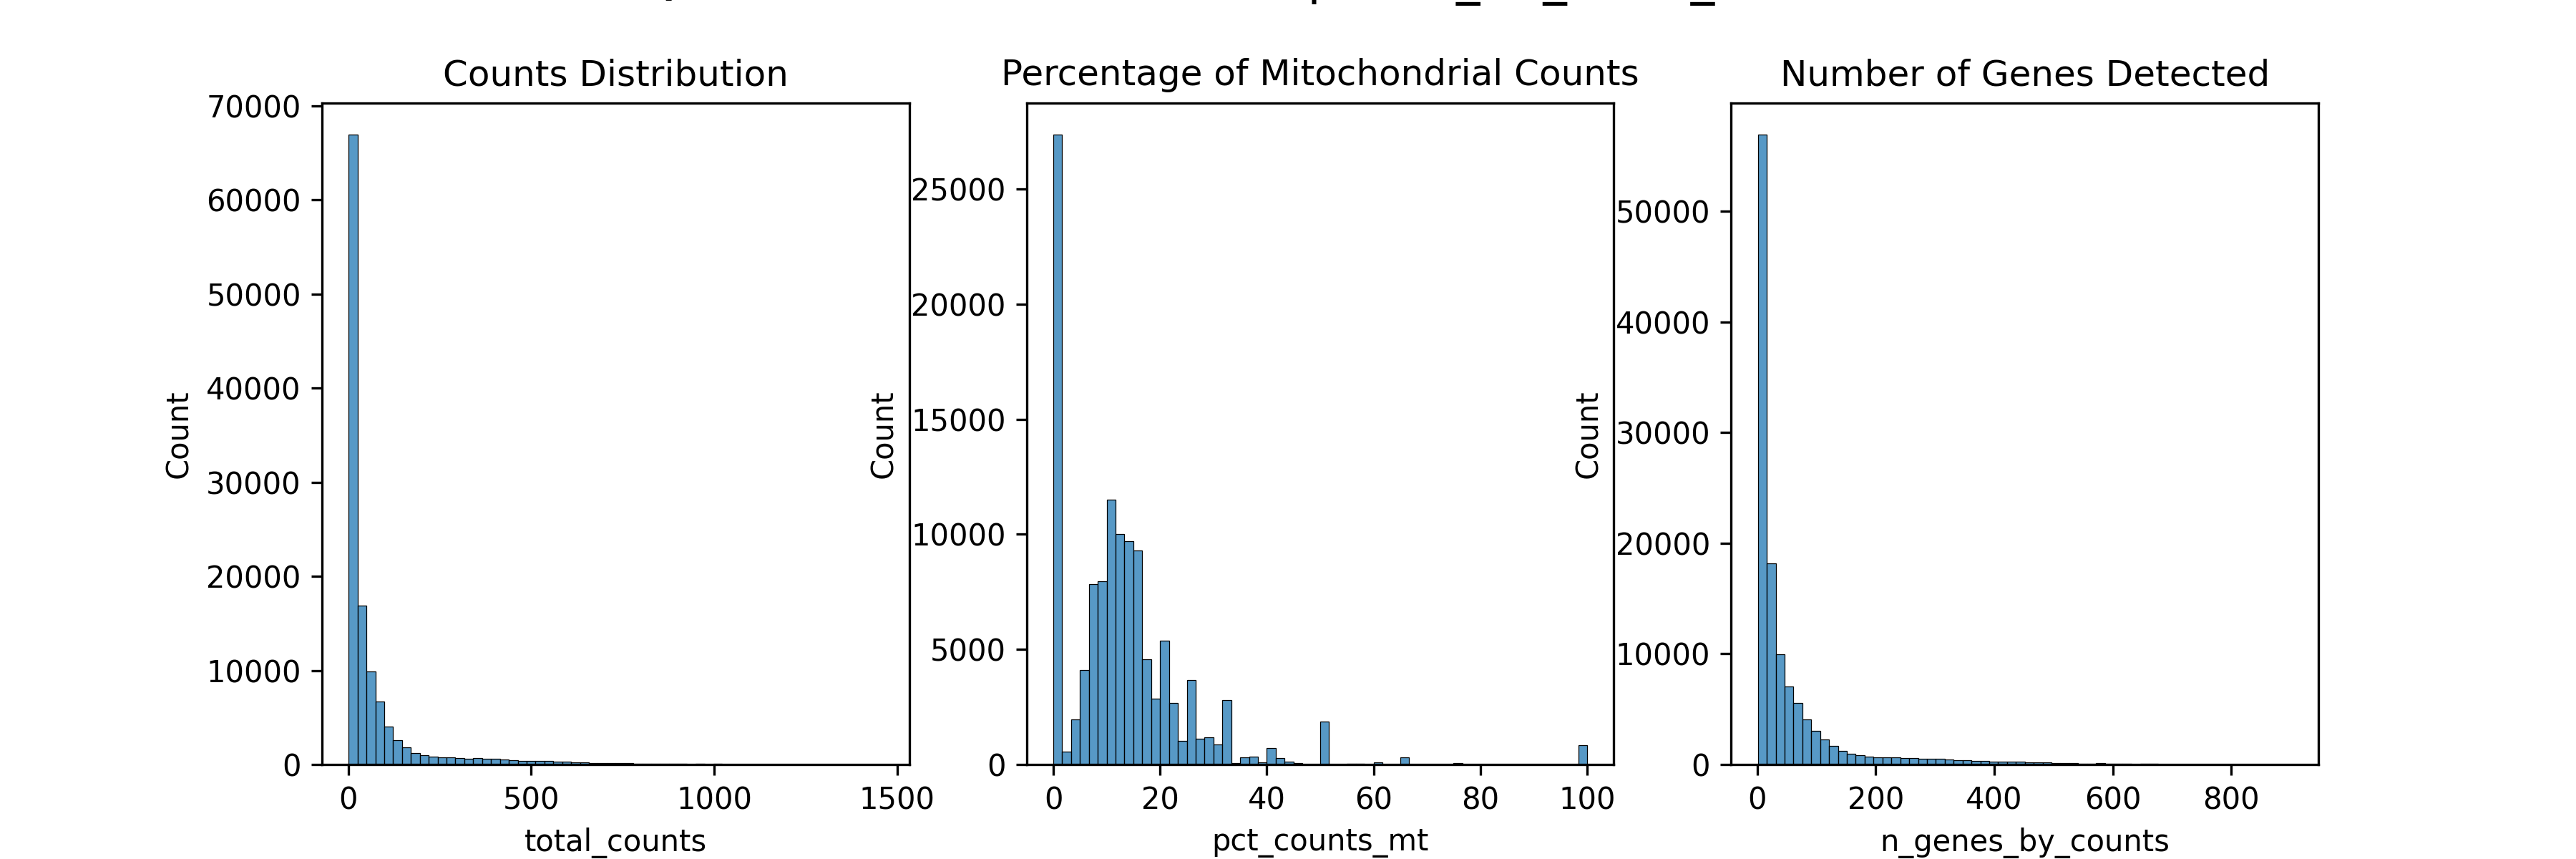 Counts Distribution
70000
60000
50000
40000
30000
20000
10000
0
Count
0 500 1000 1500
total_counts
Percentage of Mitochondrial Counts
25000
20000
15000
10000
5000
0
Count
0 20 40 60 80 100
pct_counts_mt
Number of Genes Detected
50000
40000
30000
20000
10000
0
Count
0 200 400 600 800
n_genes_by_counts